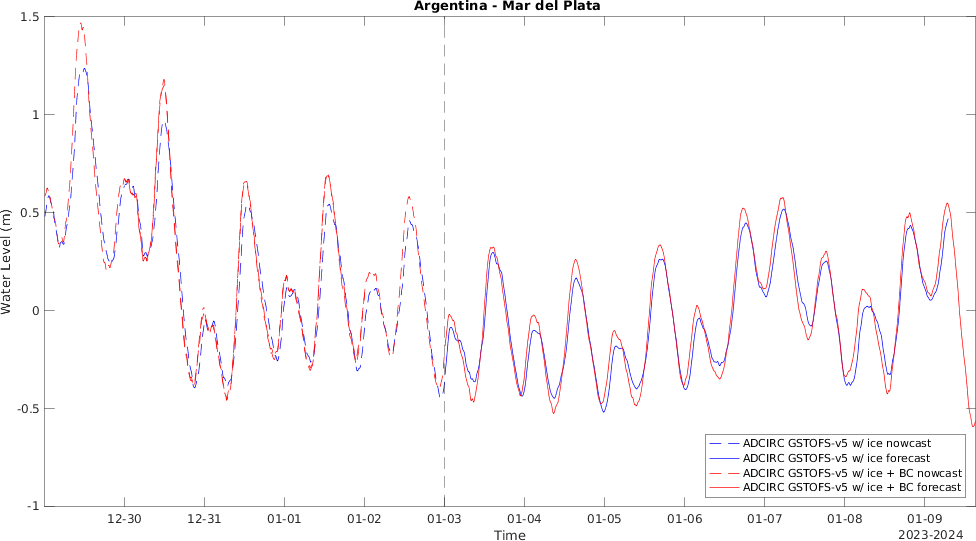 Argentina - Mar del Plata
1.5
1
0.5
0
-0.5
-1
Water Level (m)
12-30 12-31 01-01 01-02 01-03 01-04 01-05 01-06 01-07 01-08 01-09
Time
2023-2024
ADCIRC GSTOFS-v5 w/ ice nowcast
ADCIRC GSTOFS-v5 w/ ice forecast
ADCIRC GSTOFS-v5 w/ ice + BC nowcast
ADCIRC GSTOFS-v5 w/ ice + BC forecast